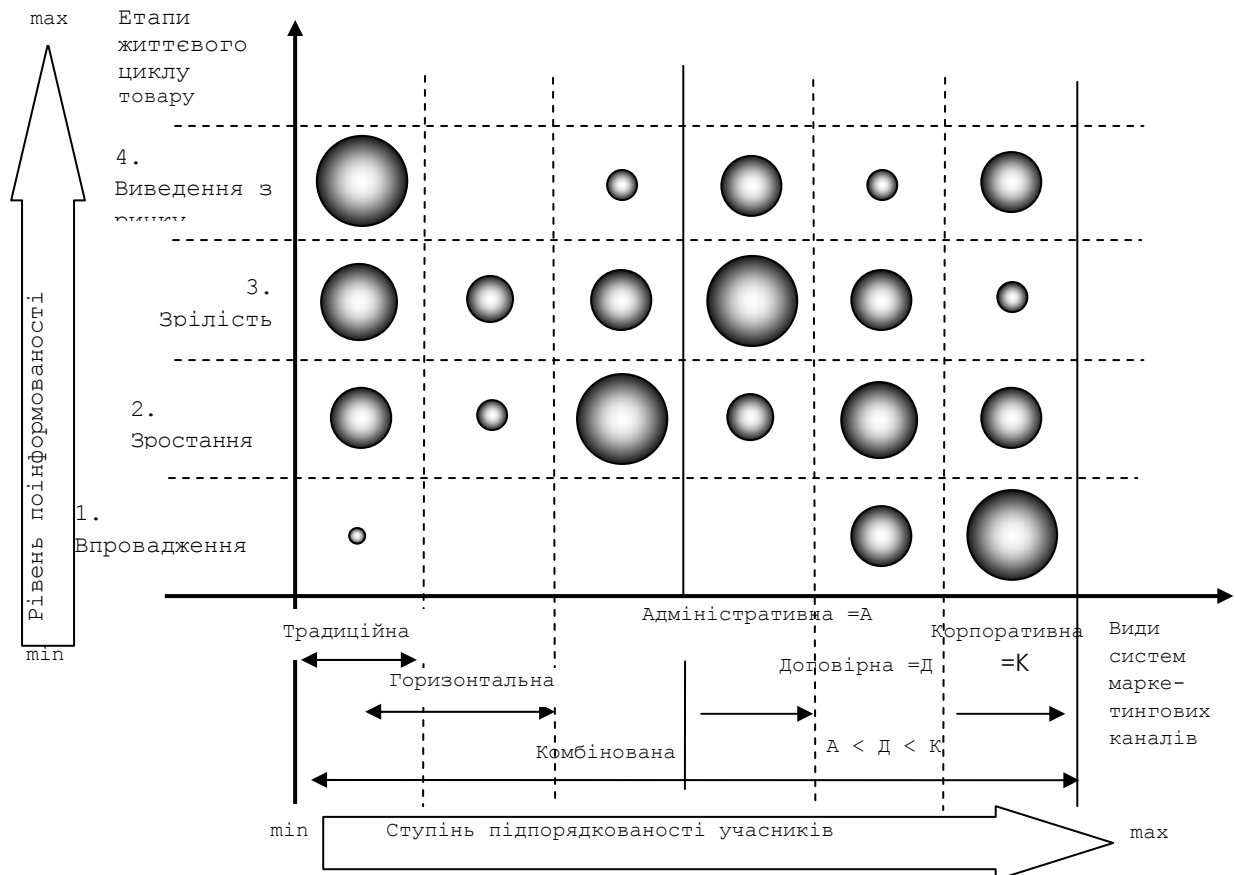 max
Етапи
життєвого
циклу
товару
4.
Виведення з
ринку
3.
Зрілість
2.
Зростання
1.
Впровадження
Рівень поінформованості
min
Адміністративна =А
Традиційна
Корпоративна
=К
Договірна =Д
Горизонтальна
Комбінована
А < Д < К
Види
систем
марке-
тингових
каналів
min
Ступінь підпорядкованості учасників
max